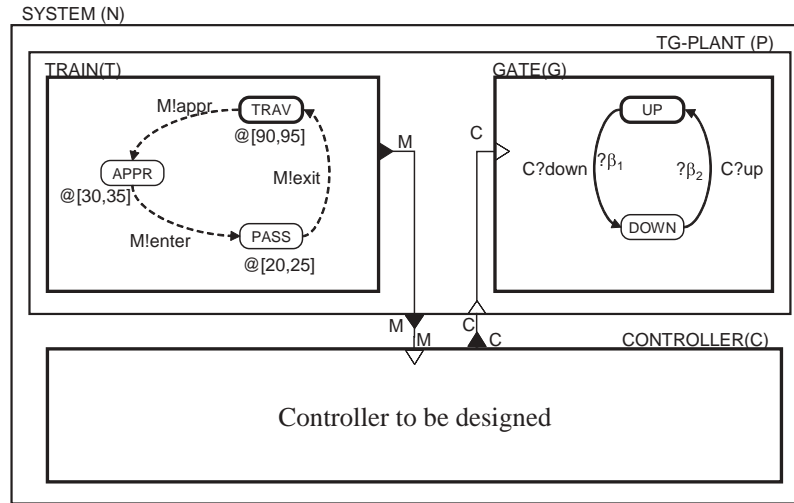 SYSTEM (N)
TG-PLANT (P)
TRAIN(T)
GATE(G)
M!appr
TRAV
@[90,95]
APPR
@[30,35]
M!exit
M!enter
PASS
@[20,25]
M
C
UP
C?down
?β1
?β2
C?up
DOWN
M
C
M
C
CONTROLLER(C)
Controller to be designed